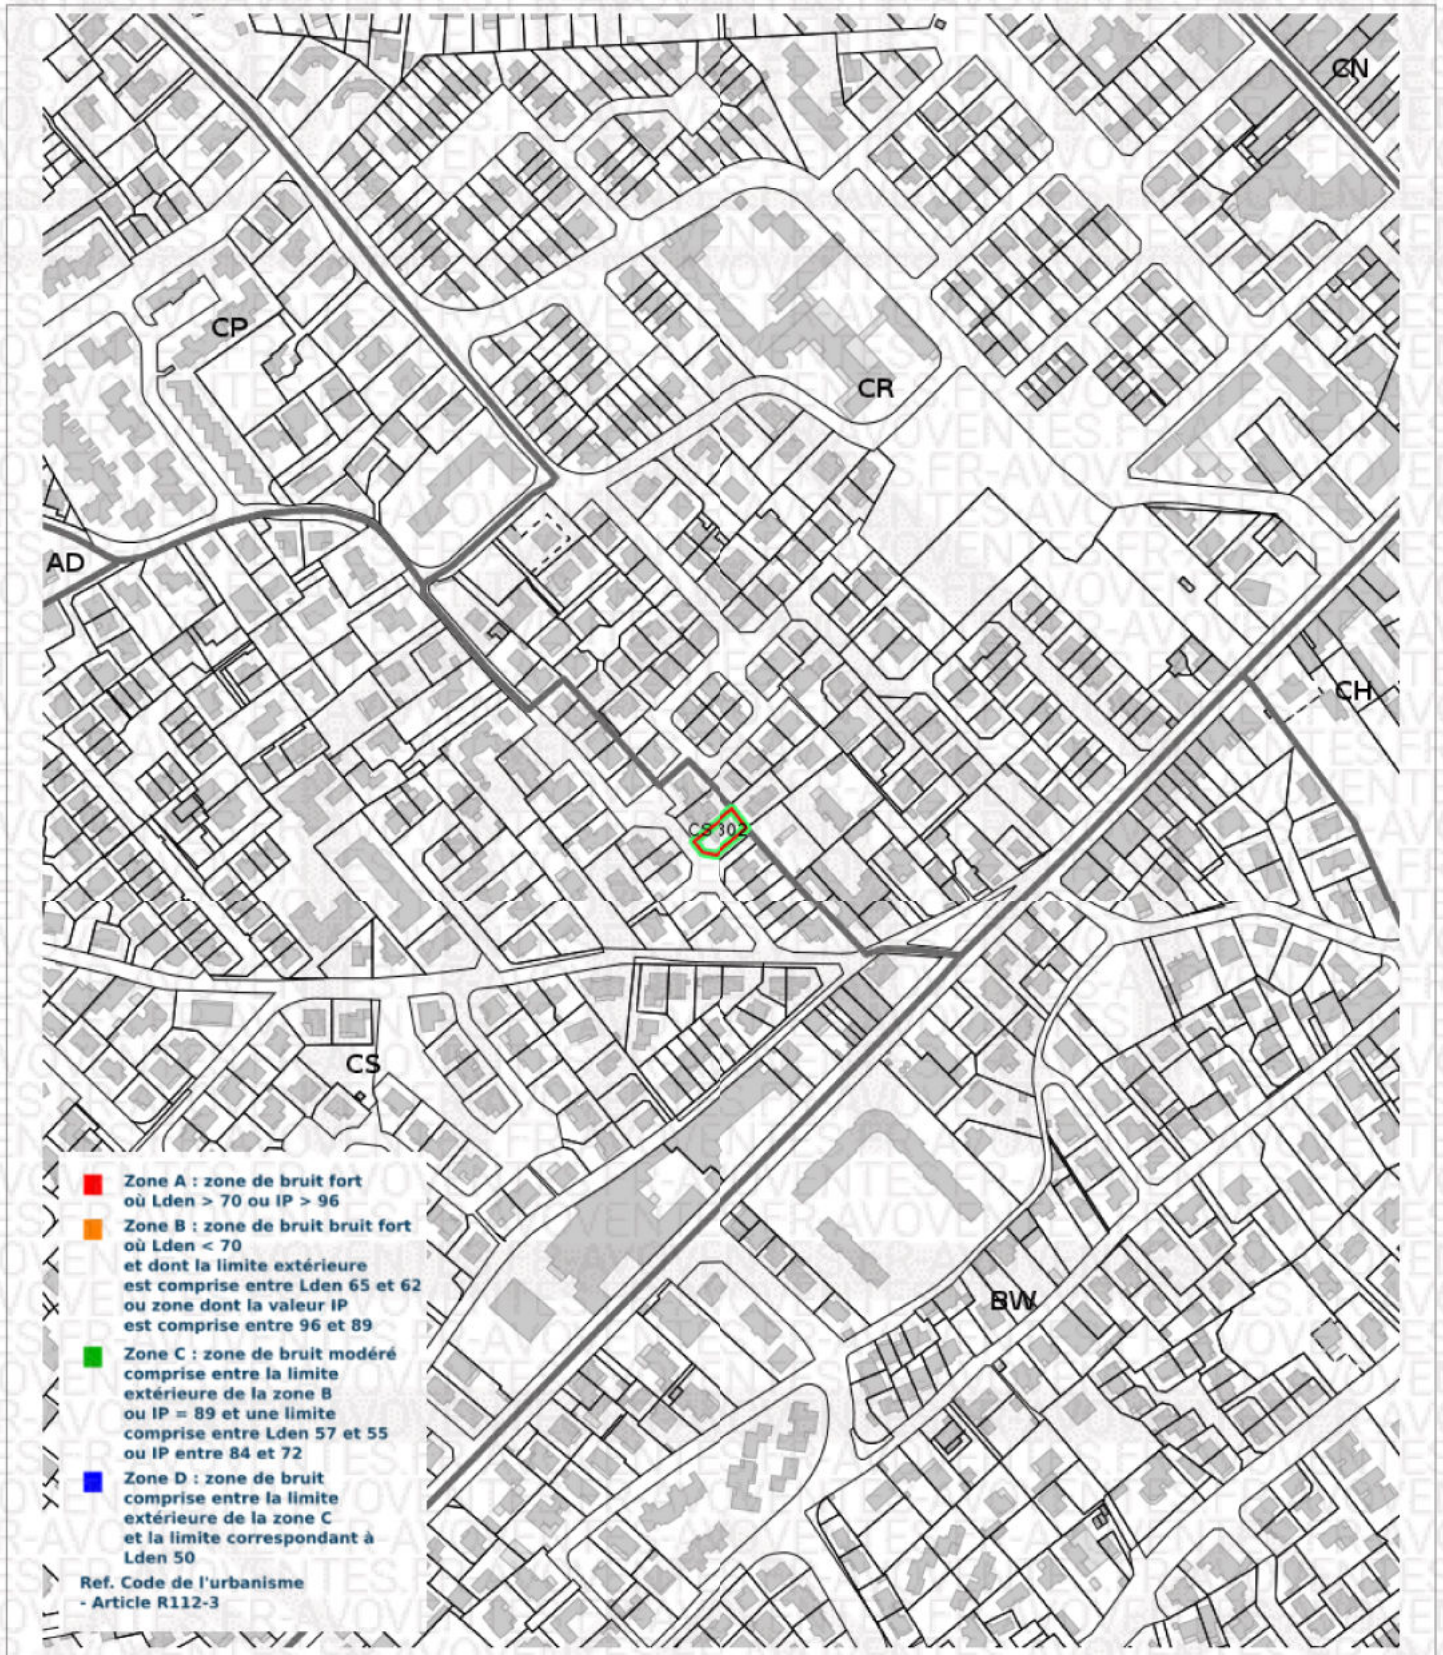 CN
CP
CR
AD
CH
CS 302
CS
BW
Zone A : zone de bruit fort
où Lden > 70 ou IP > 96
Zone B : zone de bruit bruit fort
où Lden < 70
et dont la limite extérieure
est comprise entre Lden 65 et 62
ou zone dont la valeur IP
est comprise entre 96 et 89
Zone C : zone de bruit modéré
comprise entre la limite
extérieure de la zone B
ou IP = 89 et une limite
comprise entre Lden 57 et 55
ou IP entre 84 et 72
Zone D : zone de bruit
comprise entre la limite
extérieure de la zone C
et la limite correspondant à
Lden 50
Ref. Code de l'urbanisme
- Article R112-3